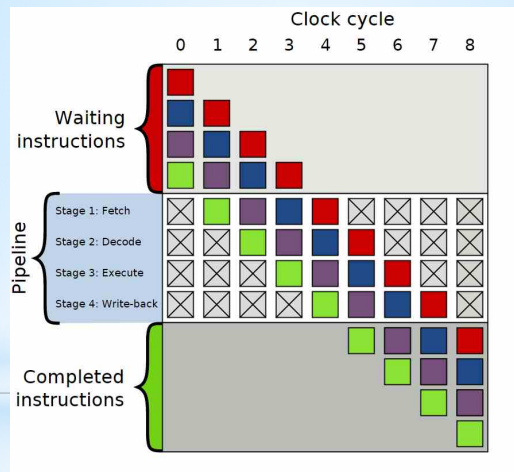 Clock cycle
0 1 2 3 4 5 6 7 8
Waiting
instructions
Pipeline
Stage 1: Fetch
Stage 2: Decode
Stage 3: Execute
Stage 4: Write-back
Completed
instructions